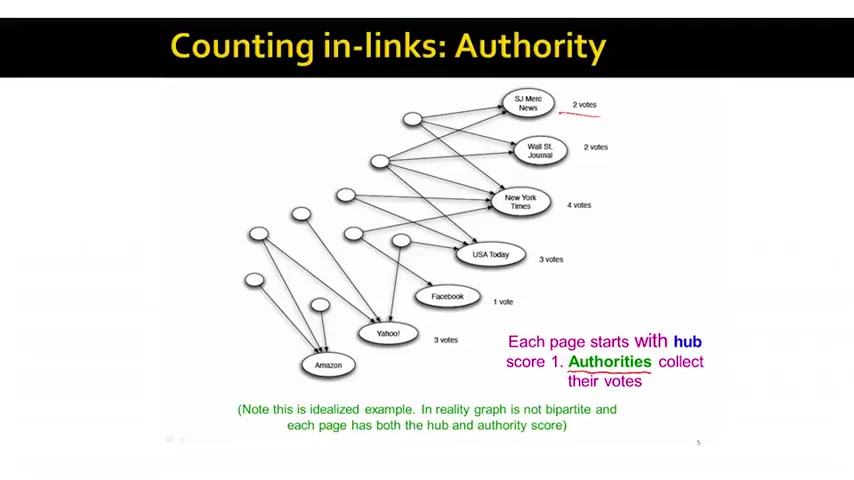 Counting in-links: Authority
SJ Merc
News
2 votes
Wall St.
Journal
2 votes
New York
Times
4 votes
USA Today
3 votes
Facebook
1 vote
Yahoo!
3 votes
Amazon
Each page starts with hub
score 1. Authorities collect
their votes
(Note this is idealized example. In reality graph is not bipartite and
each page has both the hub and authority score)
5